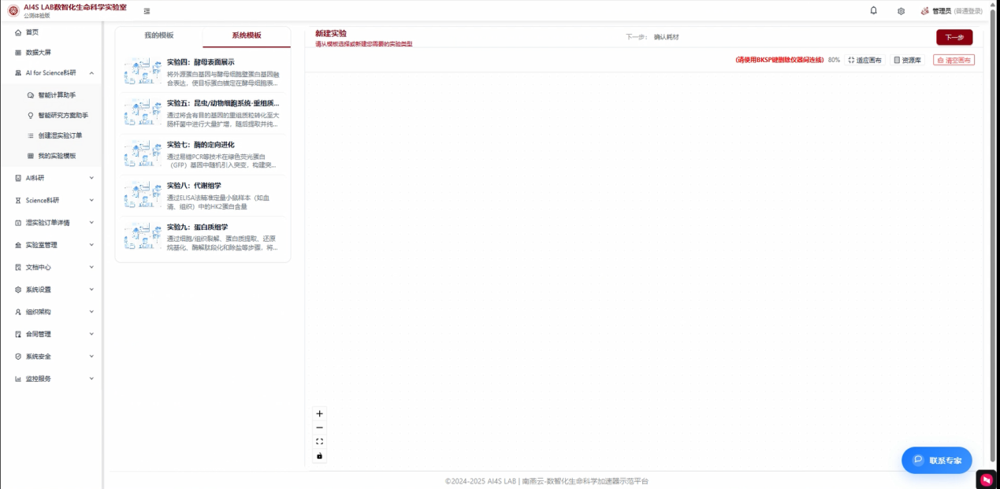 AI4S LAB数智化生命科学实验室
公测体验版
管理员 (普通登录)
首页
数据大屏
AI for Science科研
智能计算助手
智能研究方案助手
创建湿实验订单
我的实验模板
AI科研
Science科研
湿实验订单详情
实验室管理
文档中心
系统设置
组织架构
合同管理
系统安全
监控服务
我的模板
系统模板
实验四：酵母表面展示
将外源蛋白基因与酵母细胞壁蛋白基因融
合表达，使目标蛋白锚定在酵母细胞表...
实验五：昆虫/动物细胞系统-重组质...
通过将含有目的基因的重组质粒转化至大
肠杆菌中进行大量扩增，随后提取并纯...
实验七：酶的定向进化
通过易错PCR等技术在绿色荧光蛋白
（GFP）基因中随机引入突变，构建突...
实验八：代谢组学
通过ELISA法精准定量小鼠样本（如血
清、组织）中的HK2蛋白含量
实验九：蛋白质组学
通过细胞/组织裂解、蛋白质提取、还原
烷基化、酶解肽段化和除盐等步骤，将...
新建实验
请从模板选择或新建您需要的实验类型
下一步： 确认耗材
下一步
(请使用BKSP键删除仪器间连线) 80% 适应画布 资源库 清空画布
联系专家
©2024-2025 AI4S LAB | 南燕云-数智化生命科学加速器示范平台